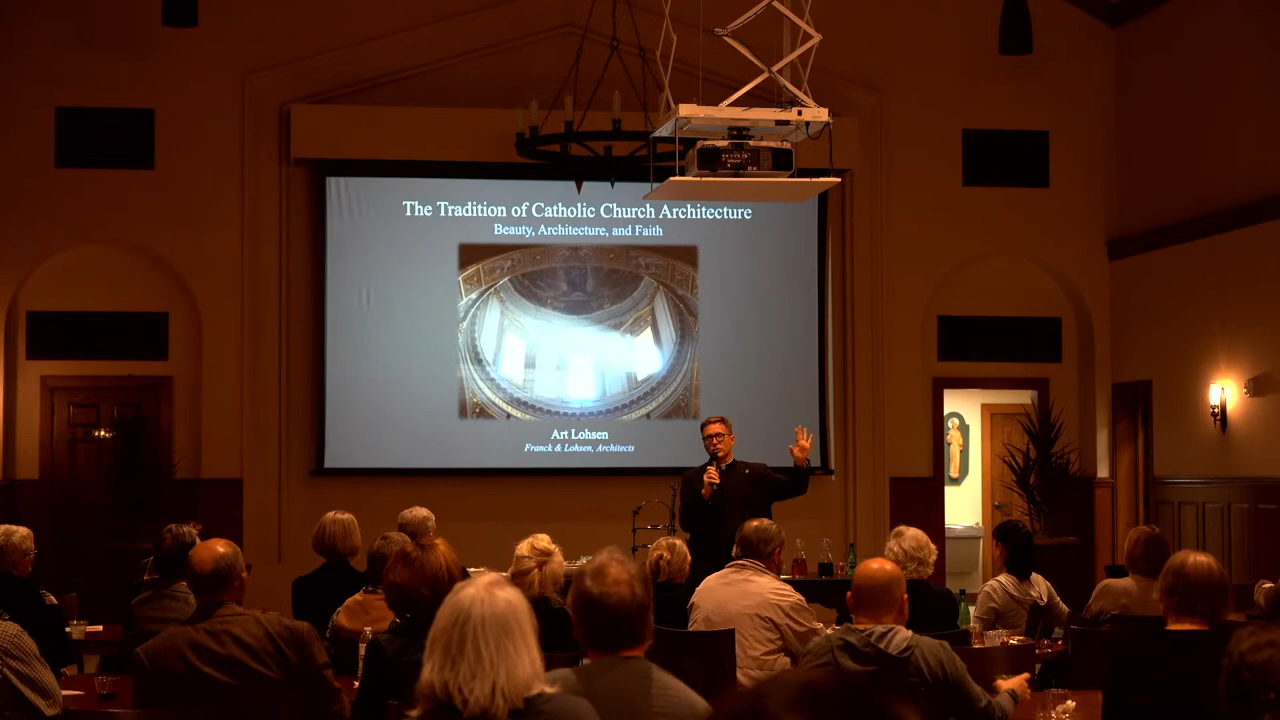 The Tradition of Catholic Church Architecture
Beauty, Architecture, and Faith
Art Lohsen
Franck & Lohsen, Architects